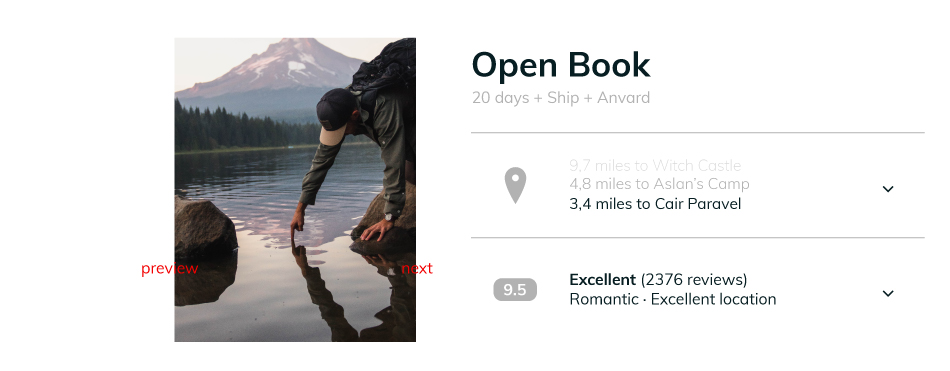 Open Book
20 days + Ship + Anvard
9,7 miles to Witch Castle
4,8 miles to Aslan's Camp
3,4 miles to Cair Paravel
preview
next
9.5
Excellent (2376 reviews)
Romantic · Excellent location